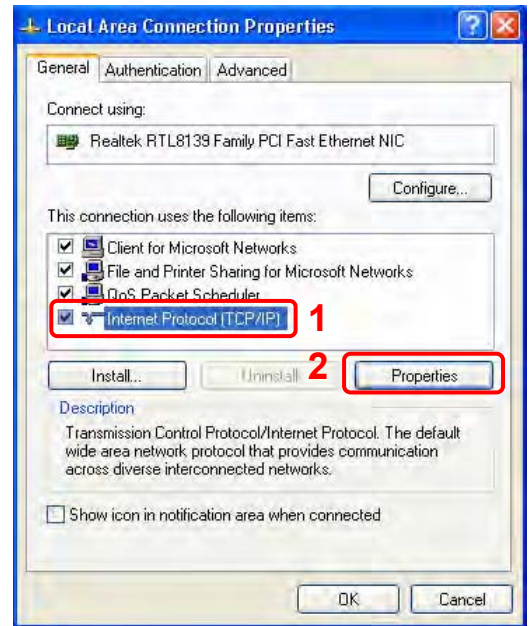 Local Area Connection Properties
General Authentication Advanced
Connect using:
Realtek RTL8139 Family PCI Fast Ethernet NIC
Configure...
This connection uses the following items:
Client for Microsoft Networks
File and Printer Sharing for Microsoft Networks
QoS Packet Scheduler
Internet Protocol (TCP/IP) 1
Install... Uninstall 2 Properties
Description
Transmission Control Protocol/Internet Protocol. The default
wide area network protocol that provides communication
across diverse interconnected networks.
Show icon in notification area when connected
OK Cancel